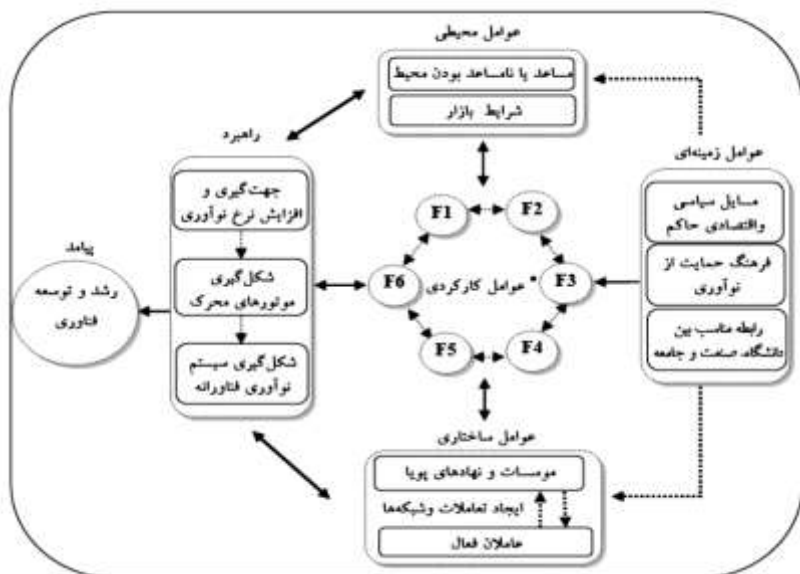 عوامل محیطی
مساعد یا نامساعد بودن محیط
شرایط بازار
راهبرد
جهت‌گیری و
افزایش نرخ نوآوری
شکل‌گیری
موتورهای محرک
شکل‌گیری سیستم
نوآوری فناورانه
پیامد
رشد و توسعه
فناوری
F1
F2
F3
F4
F5
F6
عوامل کارکردی *
عوامل زمینه‌ای
مسایل سیاسی
واقتصادی حاکم
فرهنگ حمایت از
نوآوری
رابطه مناسب بین
دانشگاه، صنعت و جامعه
عوامل ساختاری
موسسات و نهادهای پویا
ایجاد تعاملات وشبکه‌ها
عاملان فعال